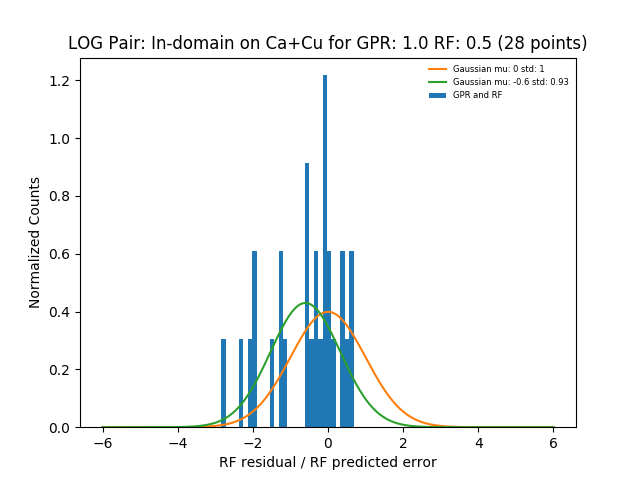 LOG Pair: In-domain on Ca+Cu for GPR: 1.0 RF: 0.5 (28 points)
Gaussian mu: 0 std: 1
Gaussian mu: -0.6 std: 0.93
GPR and RF
1.2
1.0
0.8
0.6
0.4
0.2
0.0
Normalized Counts
−6 −4 −2 0 2 4 6
RF residual / RF predicted error